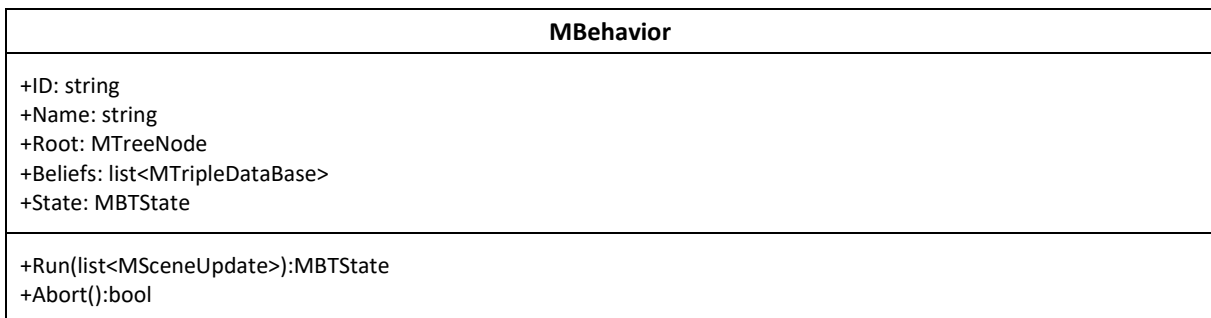 MBehavior
+ID: string
+Name: string
+Root: MTreeNode
+Beliefs: list<MTripleDataBase>
+State: MBTState
+Run(list<MSceneUpdate>):MBTState
+Abort():bool